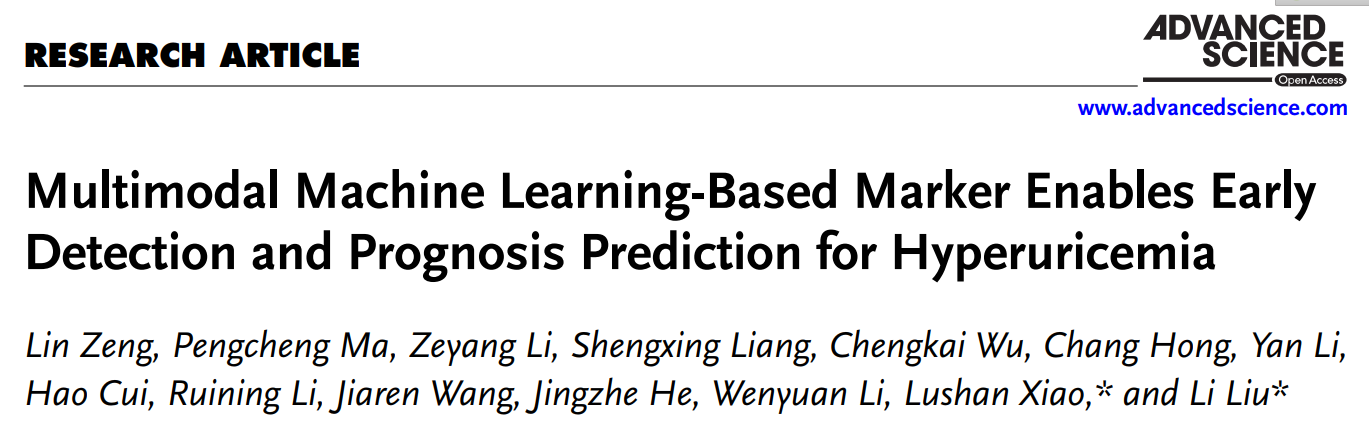 RESEARCH ARTICLE
ADVANCED
SCIENCE
Open Access
www.advancedscience.com
Multimodal Machine Learning-Based Marker Enables Early
Detection and Prognosis Prediction for Hyperuricemia
Lin Zeng, Pengcheng Ma, Zeyang Li, Shengxing Liang, Chengkai Wu, Chang Hong, Yan Li,
Hao Cui, Ruining Li, Jiaren Wang, Jingzhe He, Wenyuan Li, Lushan Xiao,* and Li Liu*